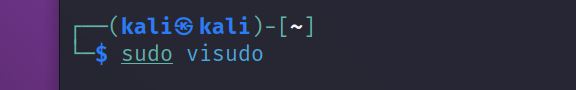 ┌──(kali㉿kali)-[~]
└─$ sudo visudo